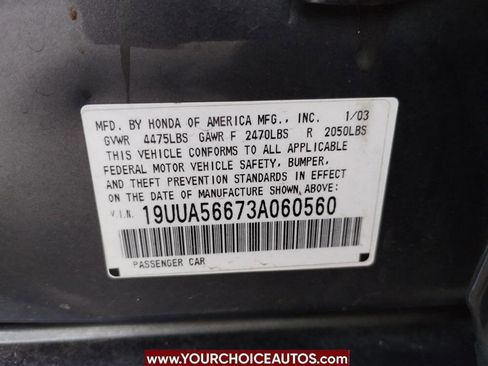 MFD. BY HONDA OF AMERICA MFG., INC. 1/03
GVWR 4475LBS GAWR F 2470LBS R 2050LBS
THIS VEHICLE CONFORMS TO ALL APPLICABLE
FEDERAL MOTOR VEHICLE SAFETY, BUMPER,
AND THEFT PREVENTION STANDARDS IN EFFECT
ON THE DATE OF MANUFACTURE SHOWN ABOVE:
V.I.N. 19UUA56673A060560
PASSENGER CAR
WWW.YOURCHOICEAUTOS.COM